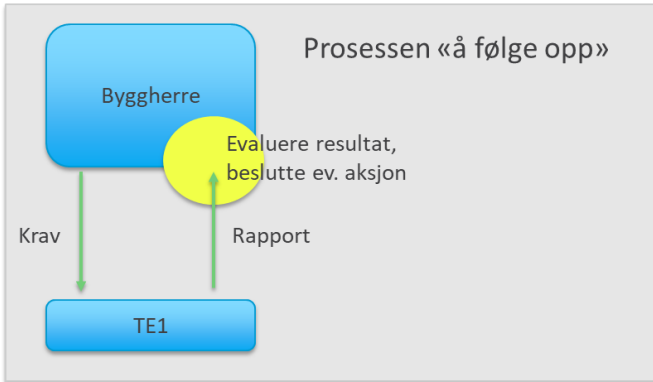 Prosessen «å følge opp»
Byggherre
Evaluere resultat,
beslutte ev. aksjon
Krav
Rapport
TE1